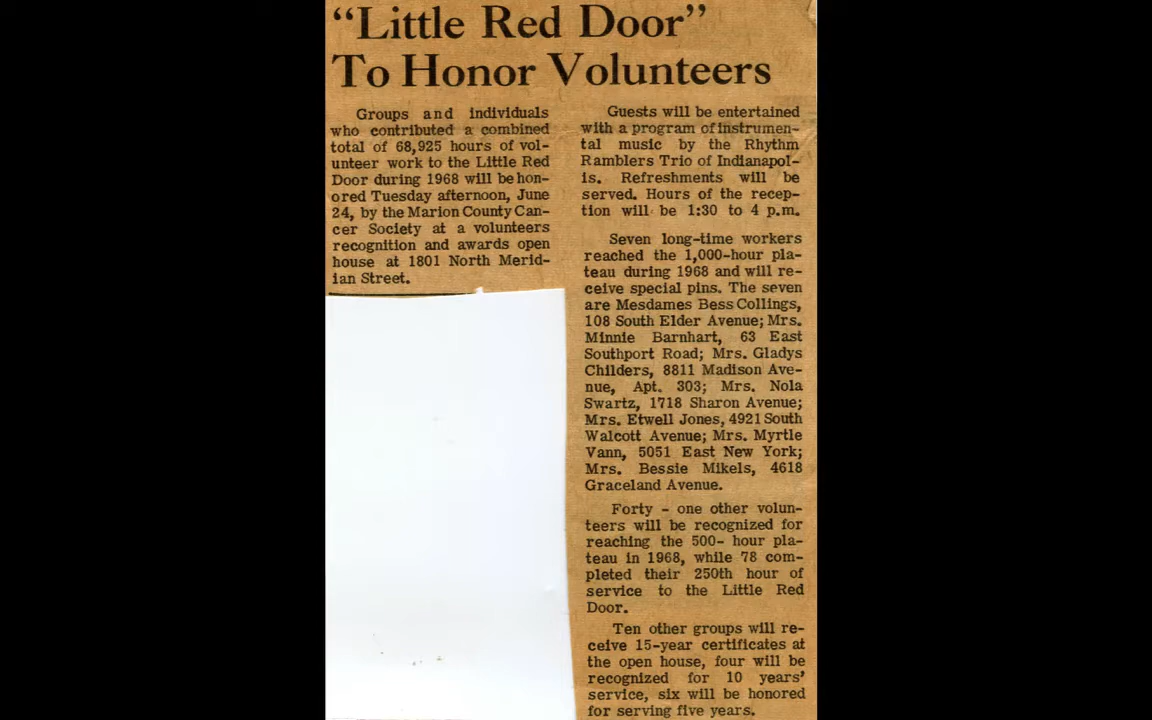 “Little Red Door”
To Honor Volunteers
Groups and individuals
who contributed a combined
total of 68,925 hours of vol-
unteer work to the Little Red
Door during 1968 will be hon-
ored Tuesday afternoon, June
24, by the Marion County Can-
cer Society at a volunteers
recognition and awards open
house at 1801 North Merid-
ian Street.
Guests will be entertained
with a program of instrumen-
tal music by the Rhythm
Ramblers Trio of Indianapol-
is. Refreshments will be
served. Hours of the recep-
tion will be 1:30 to 4 p.m.
Seven long-time workers
reached the 1,000-hour pla-
teau during 1968 and will re-
ceive special pins. The seven
are Mesdames Bess Collings,
108 South Elder Avenue; Mrs.
Minnie Barnhart, 63 East
Southport Road; Mrs. Gladys
Childers, 8811 Madison Ave-
nue, Apt. 303; Mrs. Nola
Swartz, 1718 Sharon Avenue;
Mrs. Etwell Jones, 4921 South
Walcott Avenue; Mrs. Myrtle
Vann, 5051 East New York;
Mrs. Bessie Mikels, 4618
Graceland Avenue.
Forty - one other volun-
teers will be recognized for
reaching the 500- hour pla-
teau in 1968, while 78 com-
pleted their 250th hour of
service to the Little Red
Door.
Ten other groups will re-
ceive 15-year certificates at
the open house, four will be
recognized for 10 years’
service, six will be honored
for serving five years.